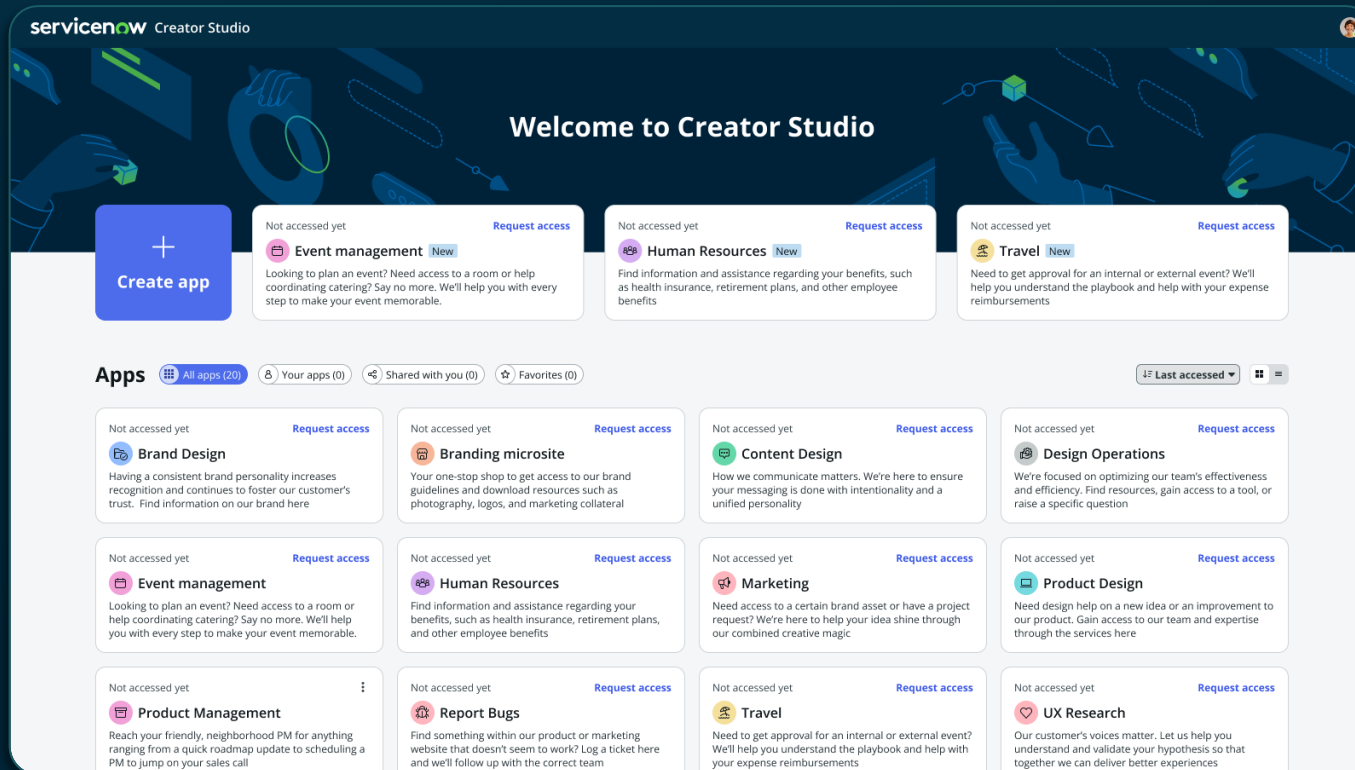 servicenow Creator Studio
Welcome to Creator Studio
Create app
Not accessed yet Request access
Event management New
Looking to plan an event? Need access to a room or help
coordinating catering? Say no more. We'll help you with every
step to make your event memorable.
Not accessed yet Request access
Human Resources New
Find information and assistance regarding your benefits, such
as health insurance, retirement plans, and other employee
benefits
Not accessed yet Request access
Travel New
Need to get approval for an internal or external event? We'll
help you understand the playbook and help with your expense
reimbursements
Apps All apps (20) Your apps (0) Shared with you (0) Favorites (0) Last accessed
Not accessed yet Request access
Brand Design
Having a consistent brand personality increases
recognition and continues to foster our customer's
trust. Find information on our brand here
Not accessed yet Request access
Branding microsite
Your one-stop shop to get access to our brand
guidelines and download resources such as
photography, logos, and marketing collateral
Not accessed yet Request access
Content Design
How we communicate matters. We're here to ensure
your messaging is done with intentionality and a
unified personality
Not accessed yet Request access
Design Operations
We're focused on optimizing our team's effectiveness
and efficiency. Find resources, gain access to a tool, or
raise a specific question
Not accessed yet Request access
Event management
Looking to plan an event? Need access to a room or
help coordinating catering? Say no more. We'll help
you with every step to make your event memorable.
Not accessed yet Request access
Human Resources
Find information and assistance regarding your
benefits, such as health insurance, retirement plans,
and other employee benefits
Not accessed yet Request access
Marketing
Need access to a certain brand asset or have a project
request? We're here to help your idea shine through
our combined creative magic
Not accessed yet Request access
Product Design
Need design help on a new idea or an improvement to
our product. Gain access to our team and expertise
through the services here
Not accessed yet
Product Management
Reach your friendly, neighborhood PM for anything
ranging from a quick roadmap update to scheduling a
PM to jump on your sales call
Not accessed yet Request access
Report Bugs
Find something within our product or marketing
website that doesn't seem to work? Log a ticket here
and we'll follow up with the correct team
Not accessed yet Request access
Travel
Need to get approval for an internal or external event?
We'll help you understand the playbook and help with
your expense reimbursements
Not accessed yet Request access
UX Research
Our customer's voices matter. Let us help you
understand and validate your hypothesis so that
together we can deliver better experiences